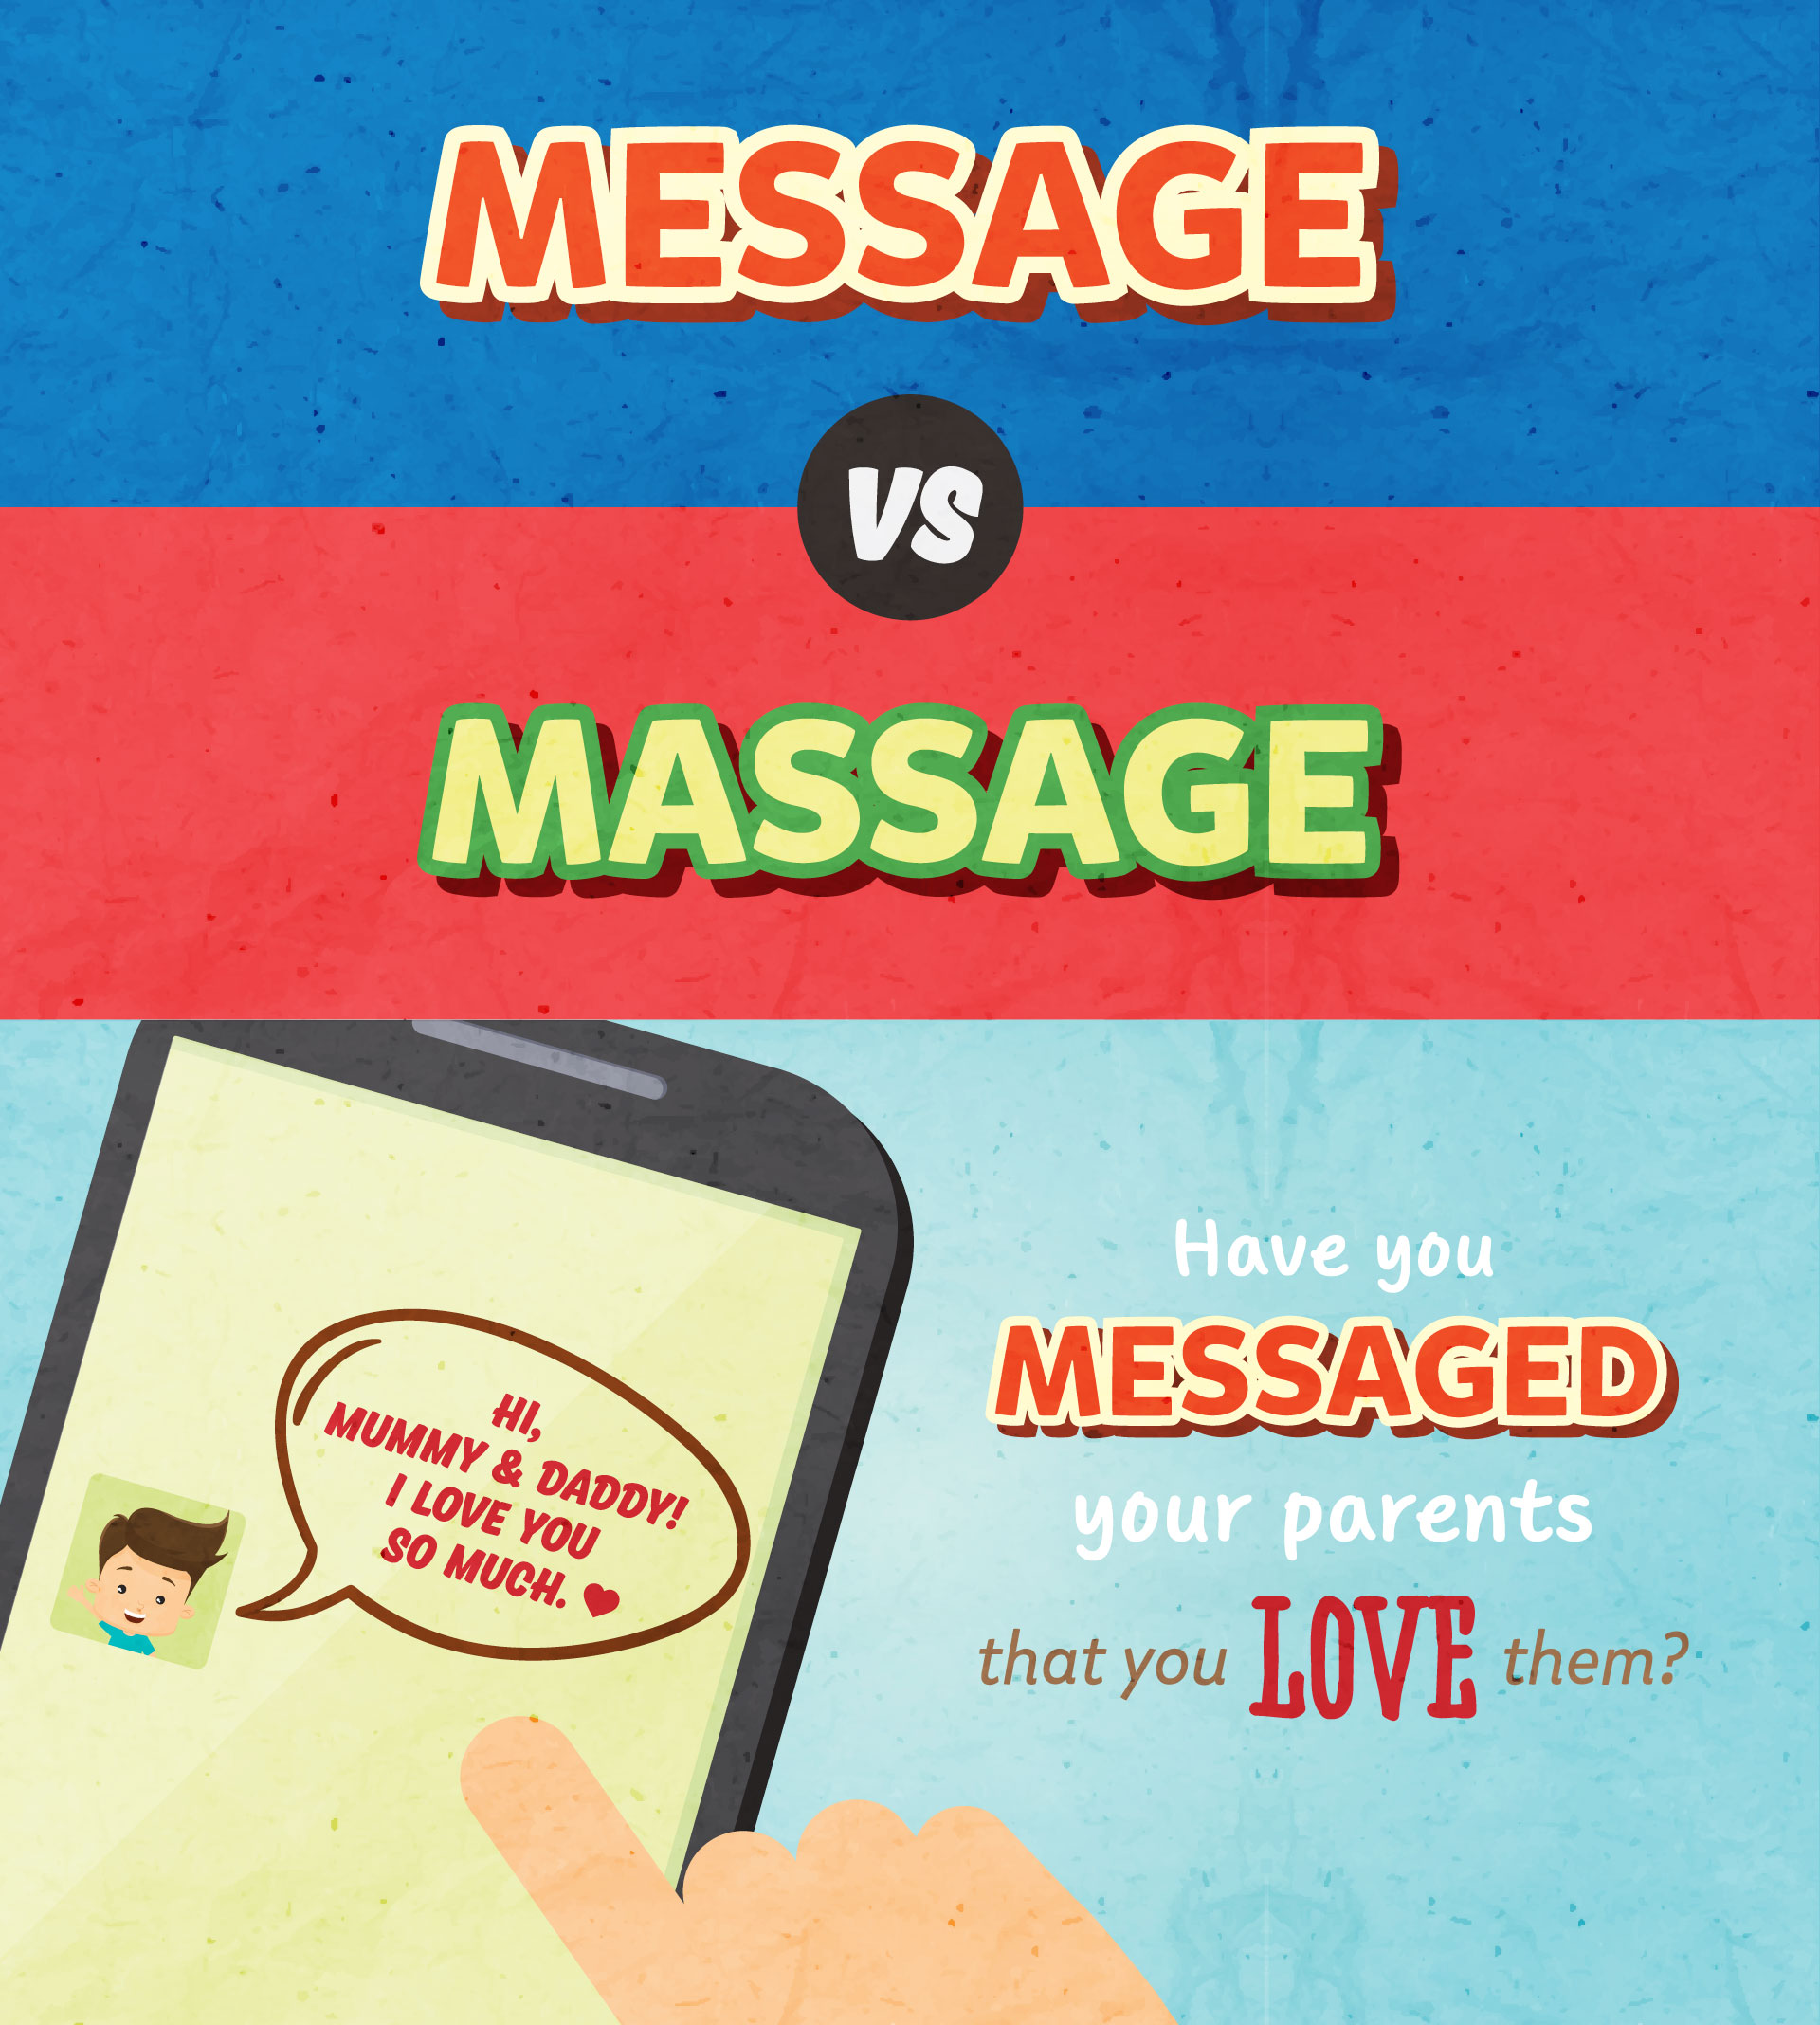 MESSAGE
VS
MASSAGE
HI,
MUMMY & DADDY!
I LOVE YOU
SO MUCH. ♥
Have you
MESSAGED
your parents
that you LOVE them?